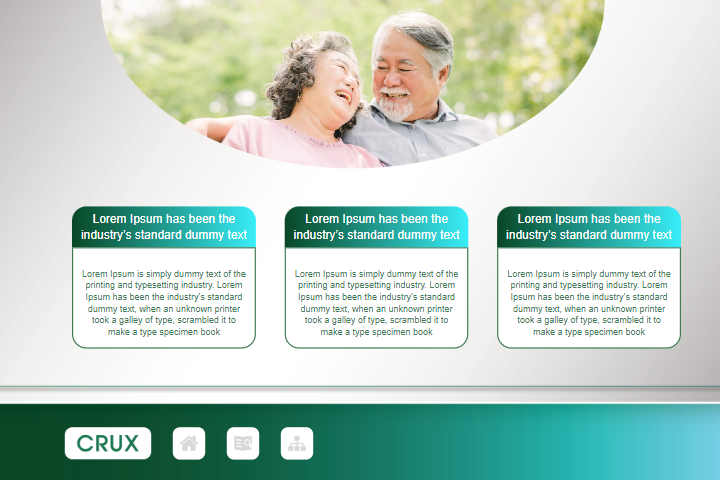 Lorem Ipsum has been the
industry's standard dummy text
Lorem Ipsum is simply dummy text of the
printing and typesetting industry. Lorem
Ipsum has been the industry's standard
dummy text, when an unknown printer
took a galley of type, scrambled it to
make a type specimen book
Lorem Ipsum has been the
industry's standard dummy text
Lorem Ipsum is simply dummy text of the
printing and typesetting industry. Lorem
Ipsum has been the industry's standard
dummy text, when an unknown printer
took a galley of type, scrambled it to
make a type specimen book
Lorem Ipsum has been the
industry's standard dummy text
Lorem Ipsum is simply dummy text of the
printing and typesetting industry. Lorem
Ipsum has been the industry's standard
dummy text, when an unknown printer
took a galley of type, scrambled it to
make a type specimen book
CRUX